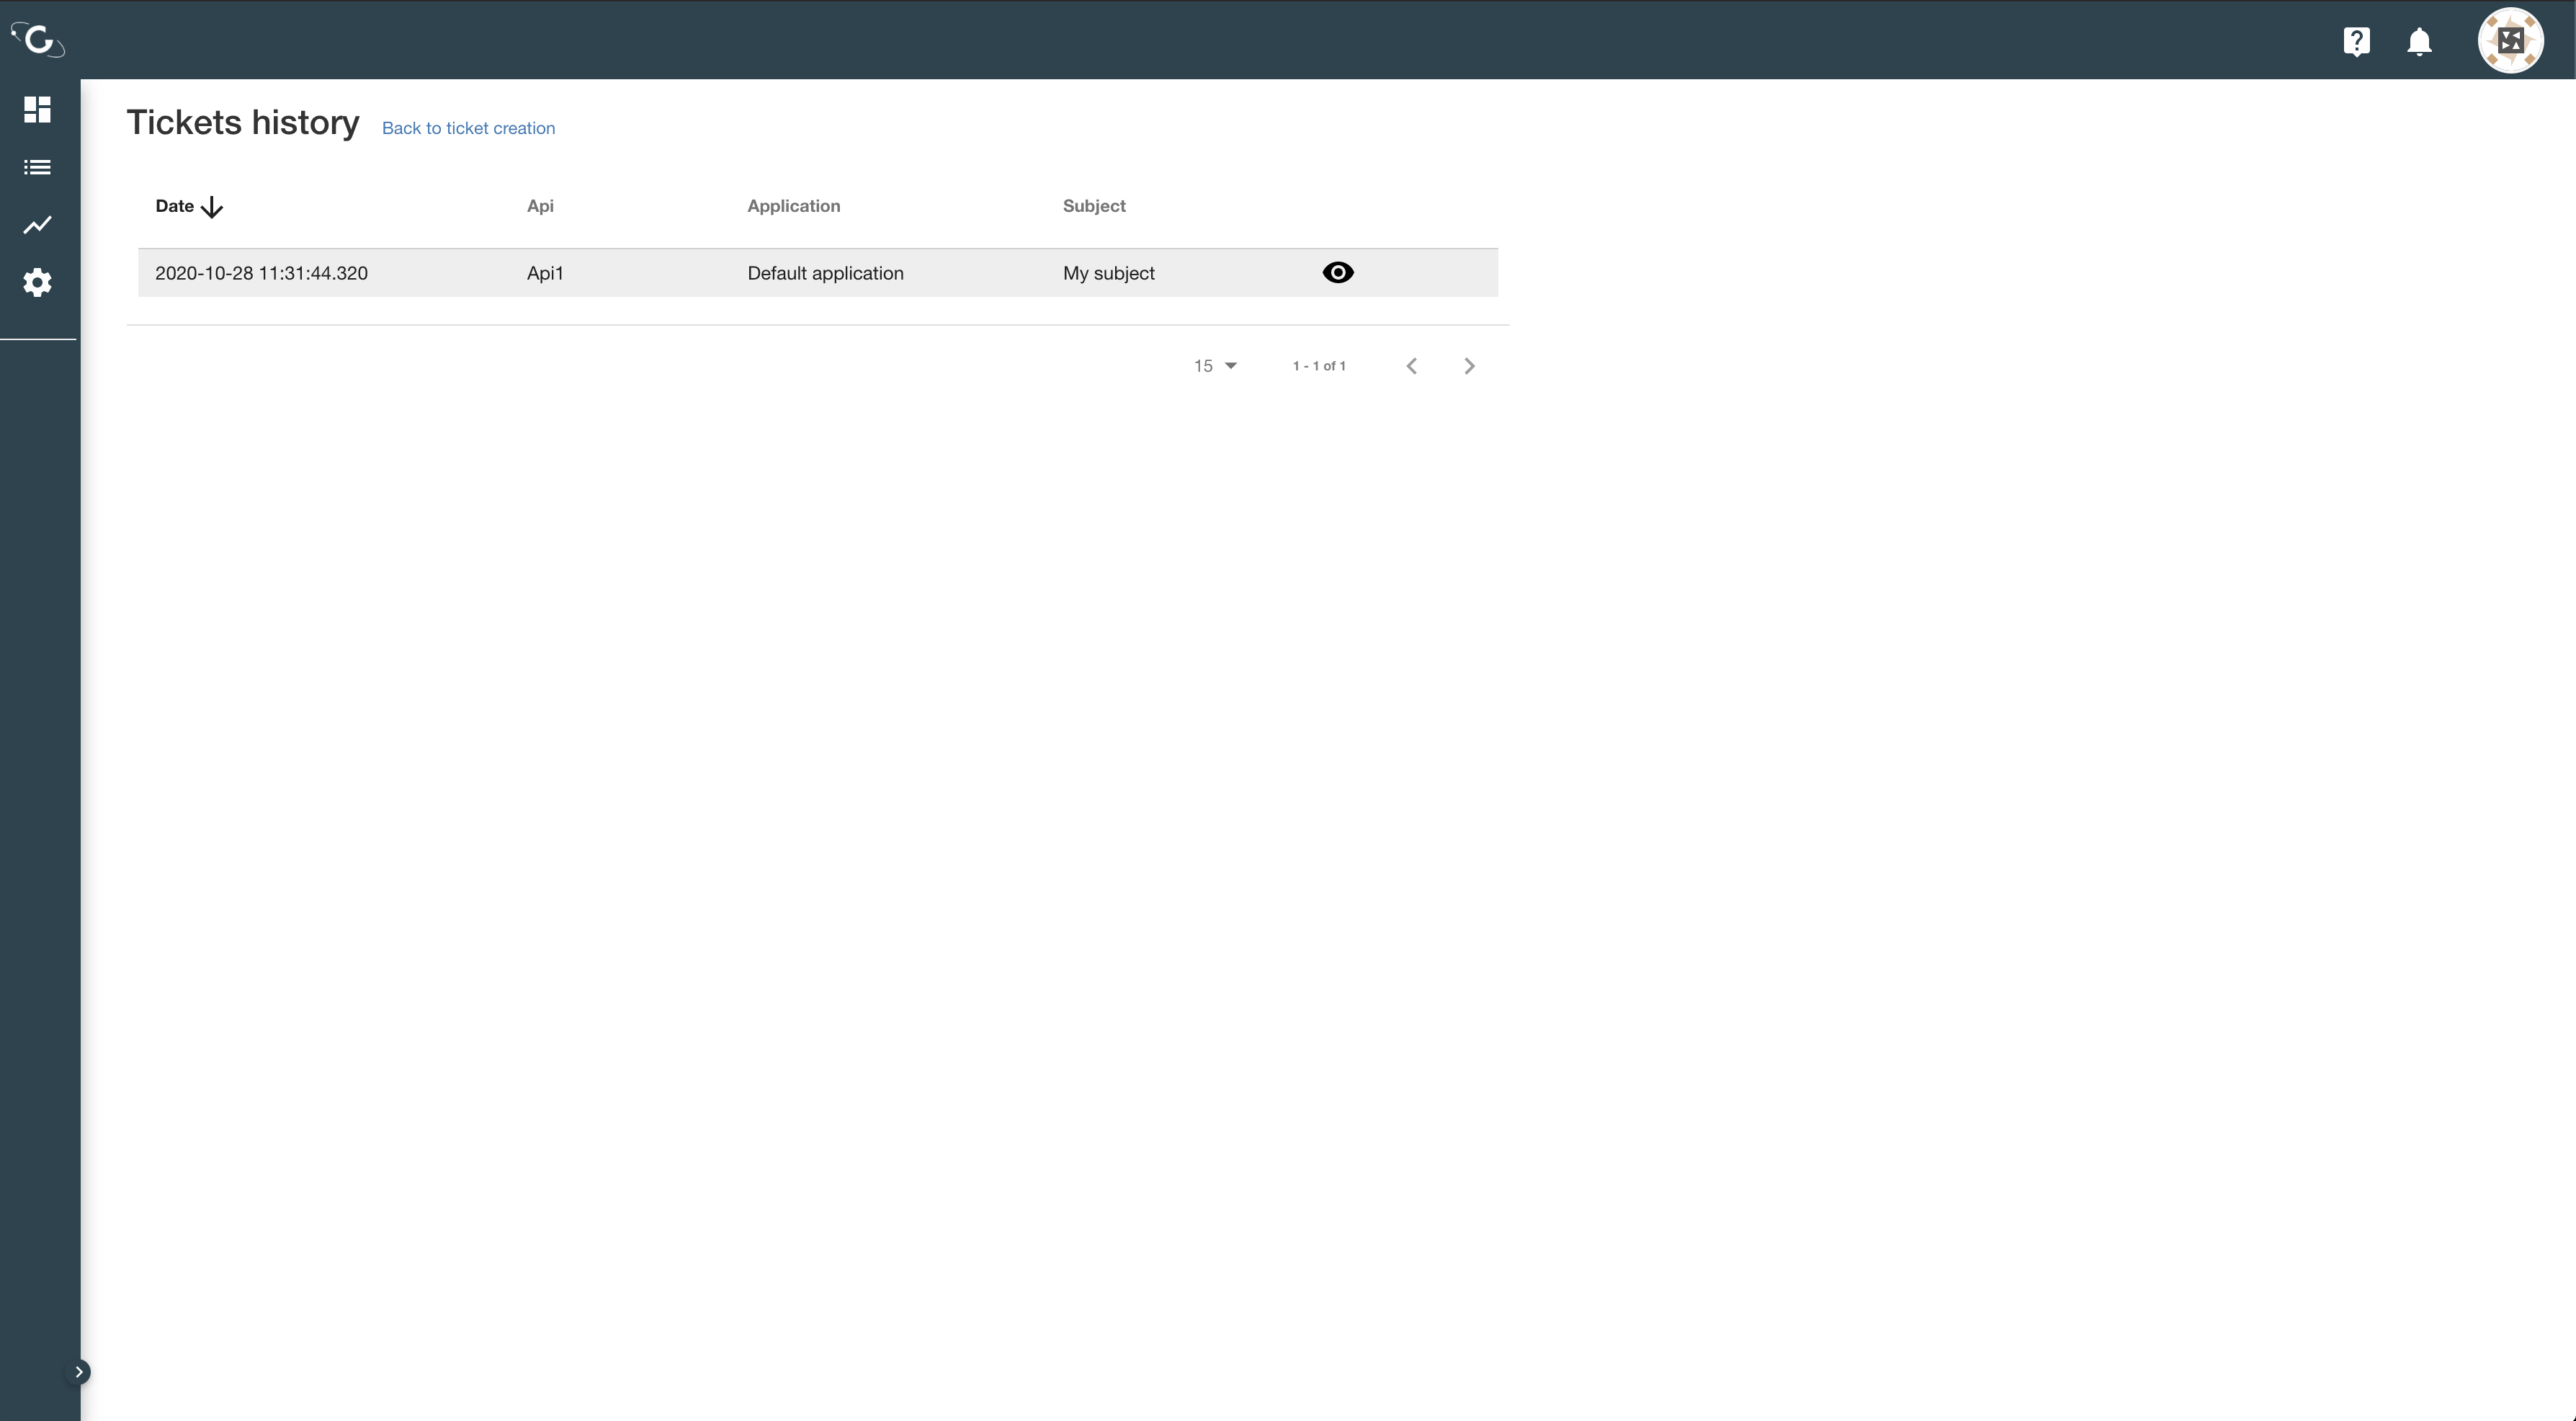 Tickets history Back to ticket creation
Date Api Application Subject
2020-10-28 11:31:44.320 Api1 Default application My subject
15 1 - 1 of 1